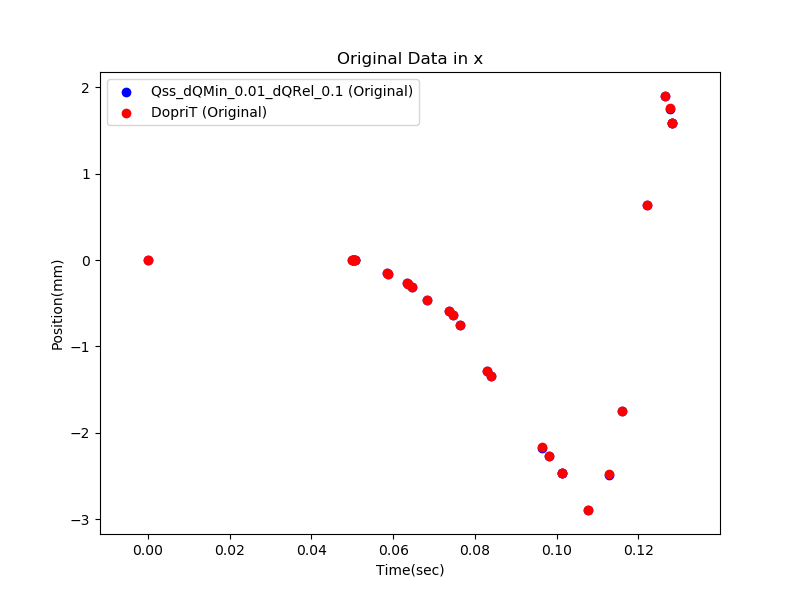 Original Data in x
Qss_dQMin_0.01_dQRel_0.1 (Original)
DopriT (Original)
Position(mm)
2
1
0
−1
−2
−3
0.00 0.02 0.04 0.06 0.08 0.10 0.12
Time(sec)